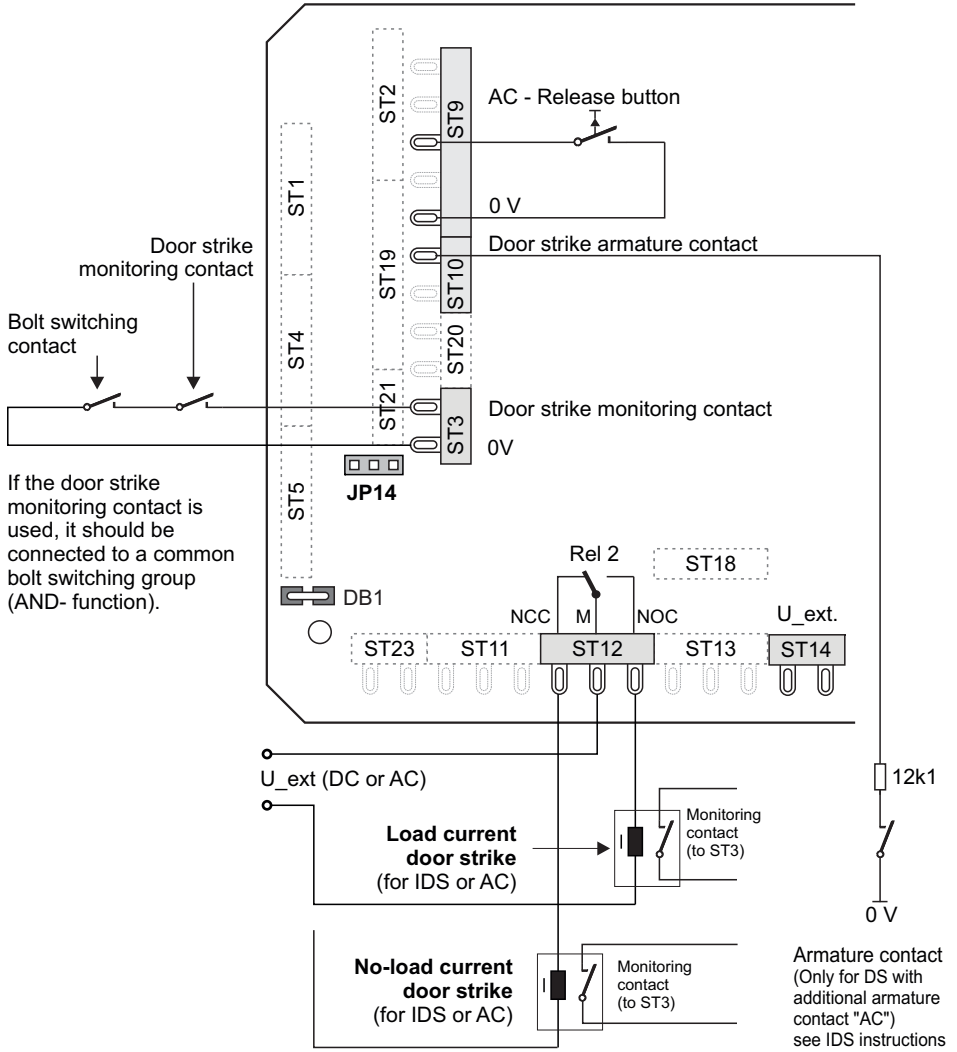 AC - Release button
ST2
ST9
ST1
0 V
Door strike
monitoring contact
Door strike armature contact
ST19
ST10
Bolt switching
contact
ST4
ST20
ST21
ST3
Door strike monitoring contact
0V
JP14
If the door strike
monitoring contact is
used, it should be
connected to a common
bolt switching group
(AND- function).
ST5
DB1
Rel 2
ST18
NCC
M
NOC
U_ext.
ST23
ST11
ST12
ST13
ST14
U_ext (DC or AC)
12k1
Load current
door strike
(for IDS or AC)
Monitoring
contact
(to ST3)
0 V
No-load current
door strike
(for IDS or AC)
Monitoring
contact
(to ST3)
Armature contact
(Only for DS with
additional armature
contact "AC")
see IDS instructions